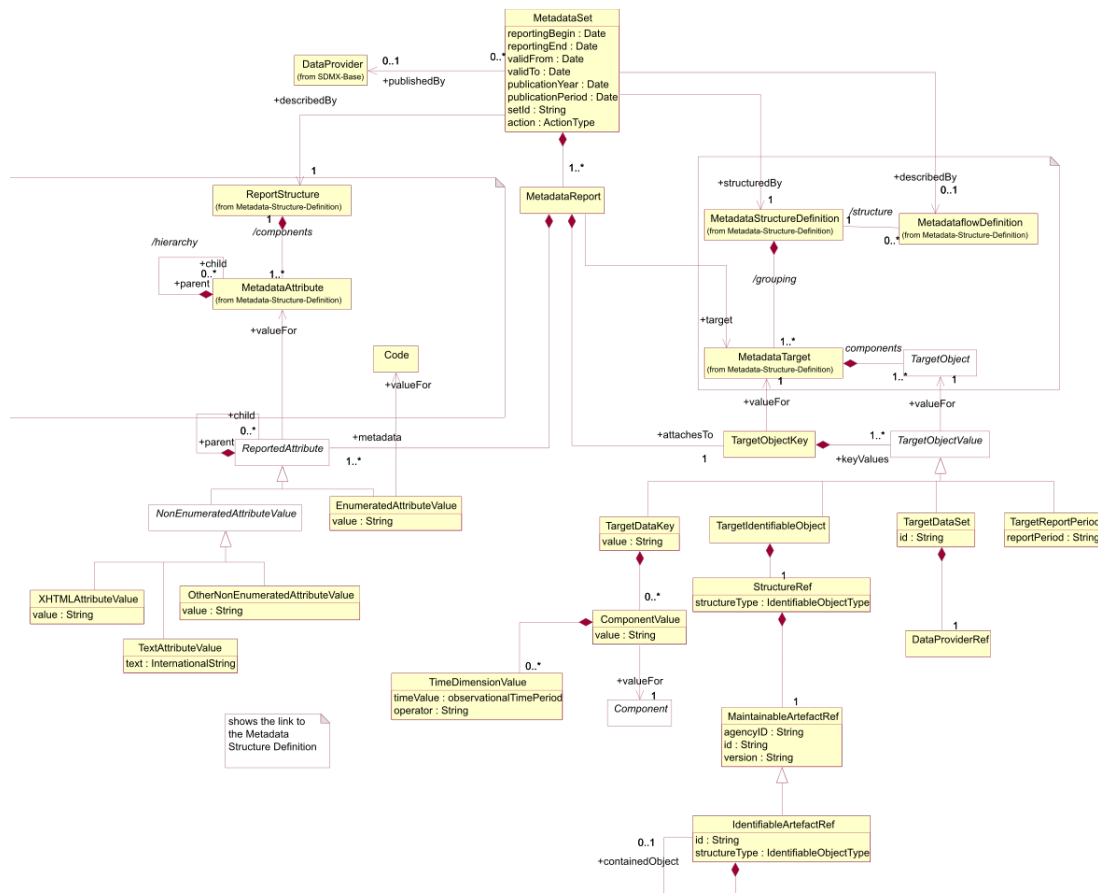 MetadataSet
reportingBegin : Date
reportingEnd : Date
validFrom : Date
validTo : Date
publicationYear : Date
publicationPeriod : Date
setId : String
action : ActionType
DataProvider
(from SDMX-Base)
0..1
0..*
+publishedBy
+describedBy
1
1..*
ReportStructure
(from Metadata-Structure-Definition)
1
/components
/hierarchy
+child
0..*
1..*
+parent
MetadataAttribute
(from Metadata-Structure-Definition)
+valueFor
Code
+valueFor
MetadataReport
+structuredBy
1
+describedBy
0..1
MetadataStructureDefinition
(from Metadata-Structure-Definition)
/structure
1
0..*
MetadataflowDefinition
(from Metadata-Structure-Definition)
/grouping
+target
1..*
MetadataTarget
(from Metadata-Structure-Definition)
components
1..*
TargetObject
1
1
+valueFor
+valueFor
+child
0..*
+parent
ReportedAttribute
+metadata
1..*
+attachesTo
1
TargetObjectKey
1..*
+keyValues
TargetObjectValue
NonEnumeratedAttributeValue
EnumeratedAttributeValue
value : String
TargetDataKey
value : String
TargetIdentifiableObject
TargetDataSet
id : String
TargetReportPeriod
reportPeriod : String
XHTMLAttributeValue
value : String
OtherNonEnumeratedAttributeValue
value : String
TextAttributeValue
text : InternationalString
0..*
ComponentValue
value : String
1
StructureRef
structureType : IdentifiableObjectType
1
DataProviderRef
0..*
TimeDimensionValue
timeValue : observationalTimePeriod
operator : String
+valueFor
1
Component
1
MaintainableArtefactRef
agencyID : String
id : String
version : String
shows the link to
the Metadata
Structure Definition
IdentifiableArtefactRef
id : String
structureType : IdentifiableObjectType
0..1
+containedObject